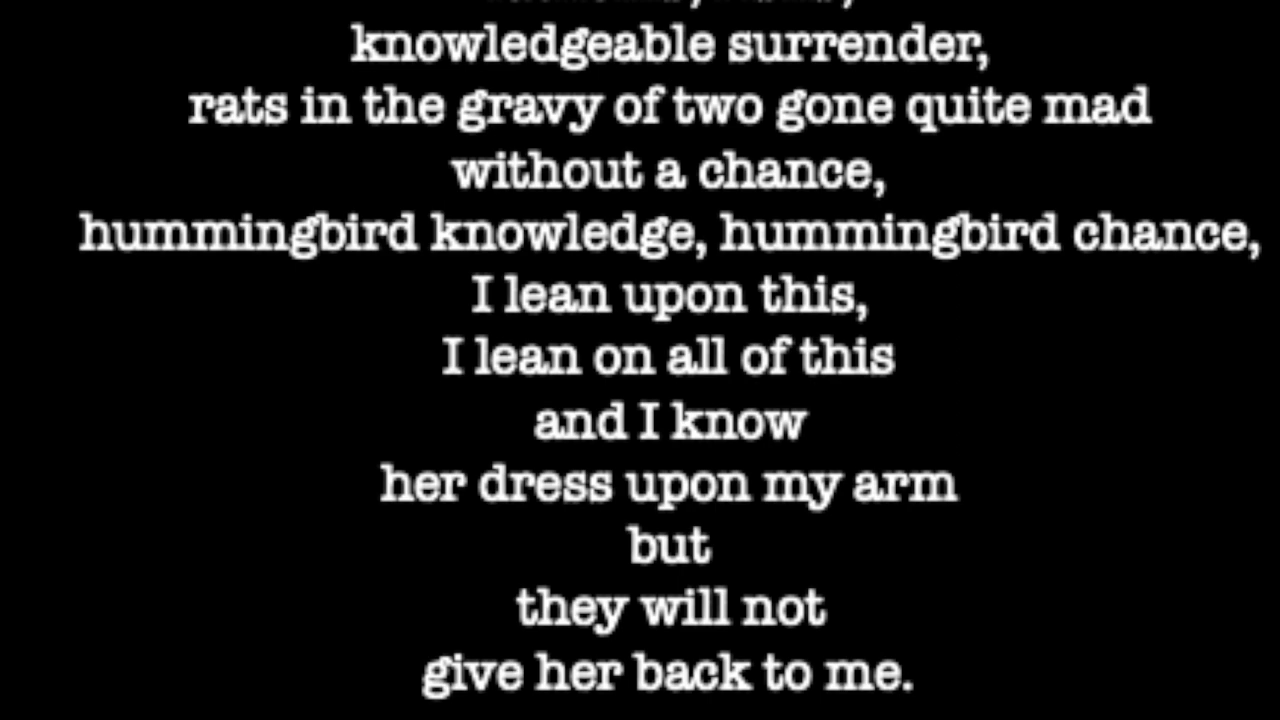 knowledgeable surrender,
rats in the gravy of two gone quite mad
without a chance,
hummingbird knowledge, hummingbird chance,
I lean upon this,
I lean on all of this
and I know
her dress upon my arm
but
they will not
give her back to me.